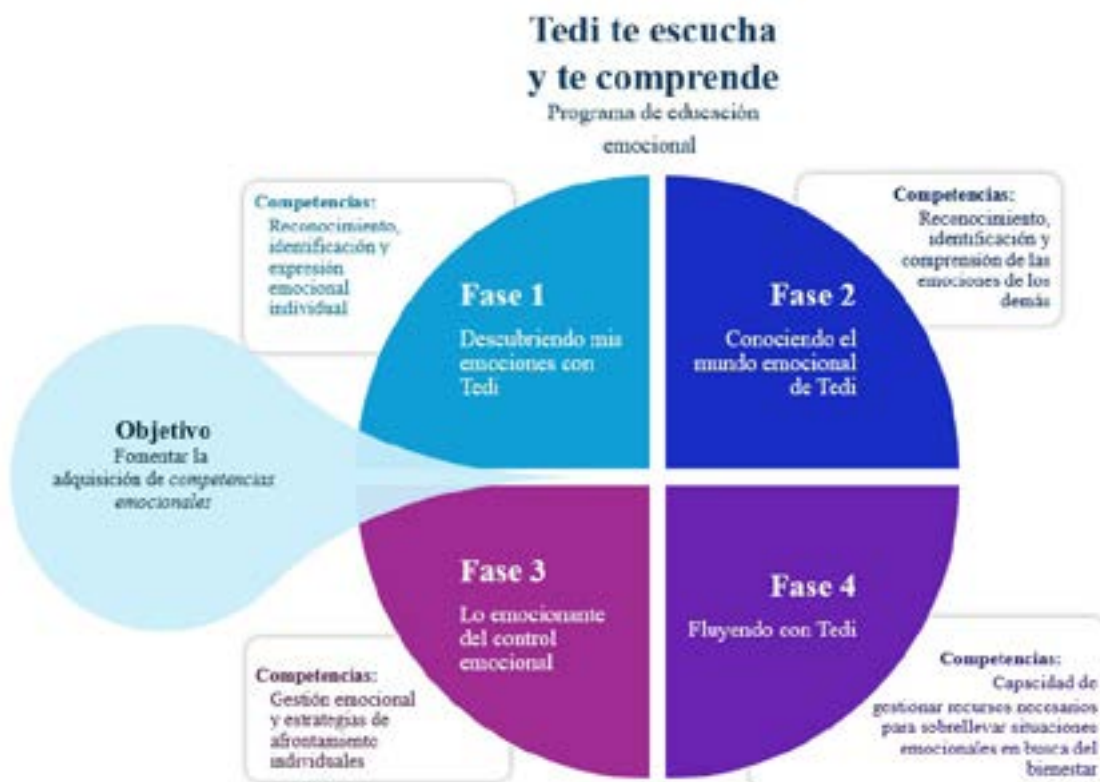 Tedi te escucha
y te comprende
Programa de educación
emocional
Competencias:
Reconocimiento,
identificación y
expresión
emocional
individual
Fase 1
Descubriendo mis
emociones con
Tedi
Competencias:
Reconocimiento,
identificación y
comprensión de las
emociones de los
demás
Fase 2
Conociendo el
mundo emocional
de Tedi
Objetivo
Fomentar la
adquisición de competencias
emocionales
Fase 3
Lo emocionante
del control
emocional
Competencias:
Gestión emocional
y estrategias de
afrontamiento
individuales
Fase 4
Fluyendo con Tedi
Competencias:
Capacidad de
gestionar recursos necesarios
para sobrellevar situaciones
emocionales en busca del
bienestar